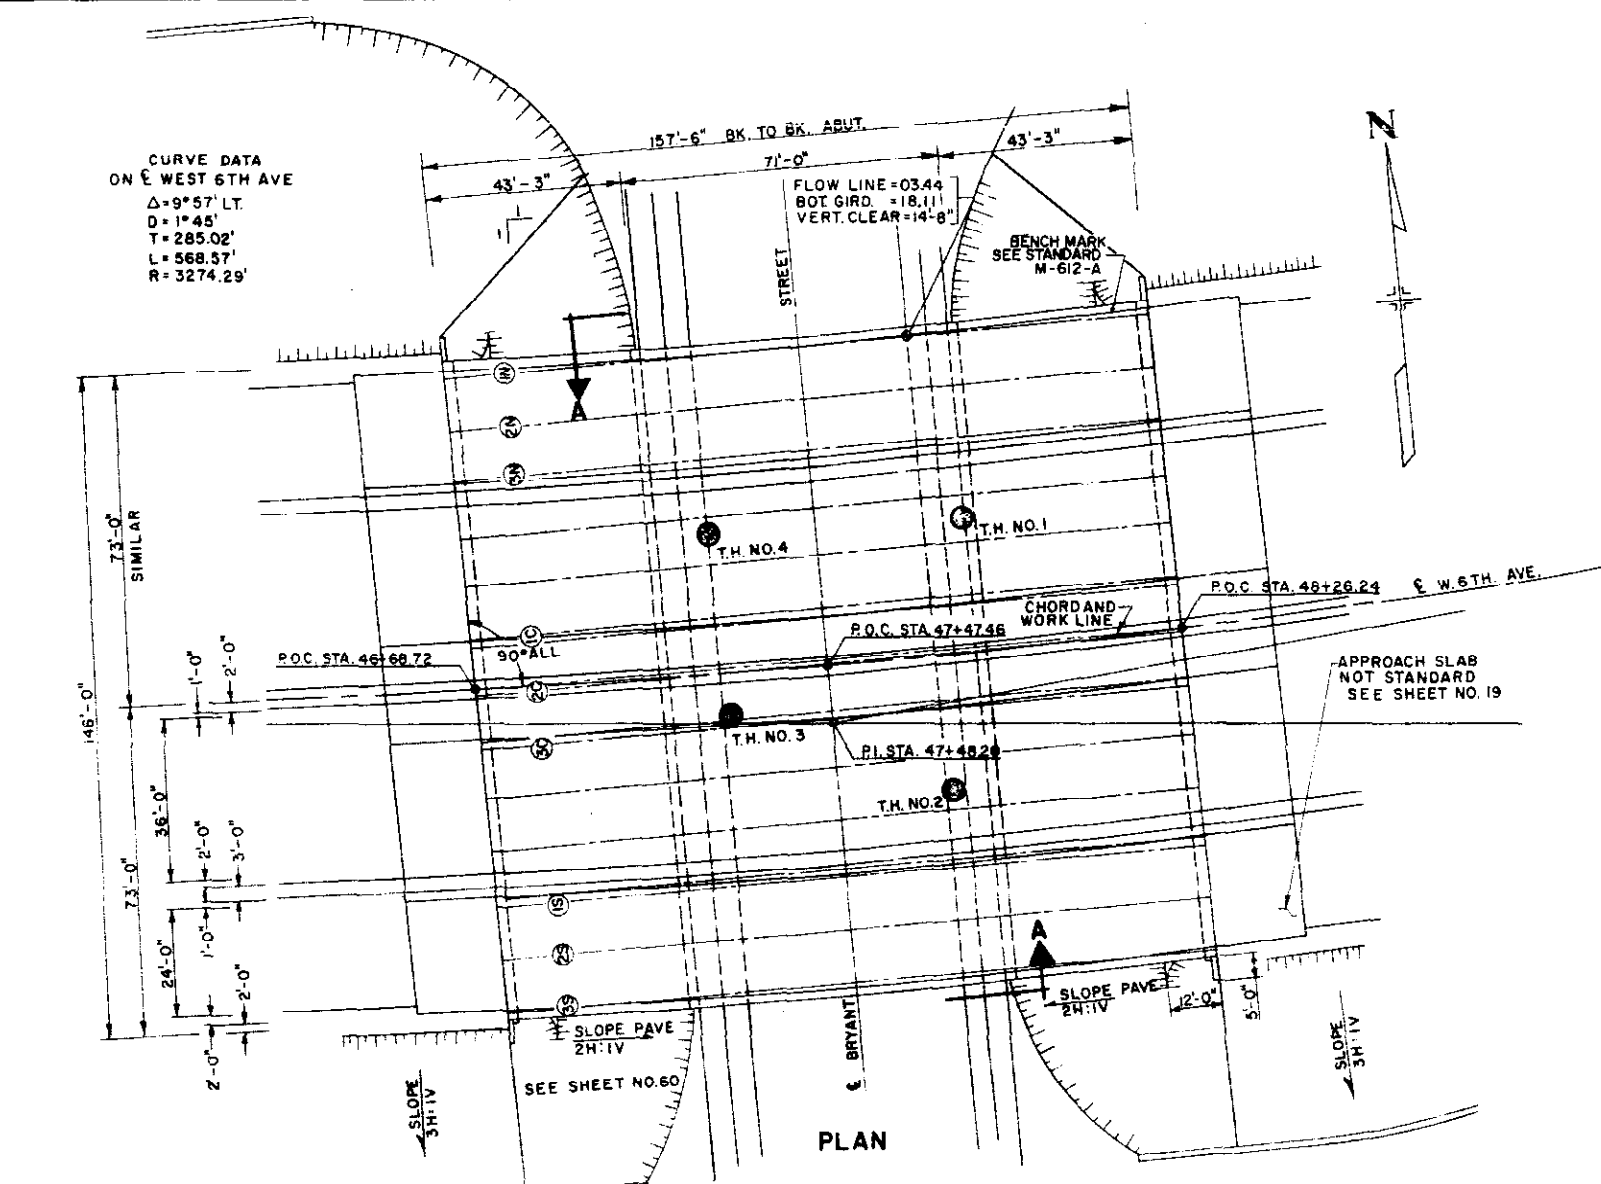 CURVE DATA
ON ℄ WEST 6TH AVE
Δ=9°57' LT.
D=1°45'
T=285.02'
L=568.57'
R=3274.29'
157'-6" BK. TO BK. ABUT.
43'-3"
71'-0"
43'-3"
FLOW LINE=03.44
BOT. GIRD. =18.11'
VERT. CLEAR=14'-8"
BENCH MARK
SEE STANDARD
M-612-A
N
STREET
1
1
A
1N
2N
3N
T.H. NO. 4
T.H. NO. 1
73'-0"
SIMILAR
146'-0"
1C
90° ALL
2C
3C
P.O.C. STA. 46+68.72
P.O.C. STA. 47+47.46
P.O.C. STA. 48+26.24
℄ W. 6TH. AVE.
CHORD AND
WORK LINE
APPROACH SLAB
NOT STANDARD
SEE SHEET NO. 19
T.H. NO. 3
P.I. STA. 47+48.20
T.H. NO. 2
1'-0"
2'-0"
36'-0"
2'-0"
3'-0"
73'-0"
24'-0"
1'-0"
2'-0"
2'-0"
1S
2S
3S
A
SLOPE PAVE
2H:1V
SLOPE PAVE
2H:1V
12'-0"
5'-0"
SEE SHEET NO. 60
SLOPE
3H:1V
℄ BRYANT
SLOPE
3H:1V
PLAN